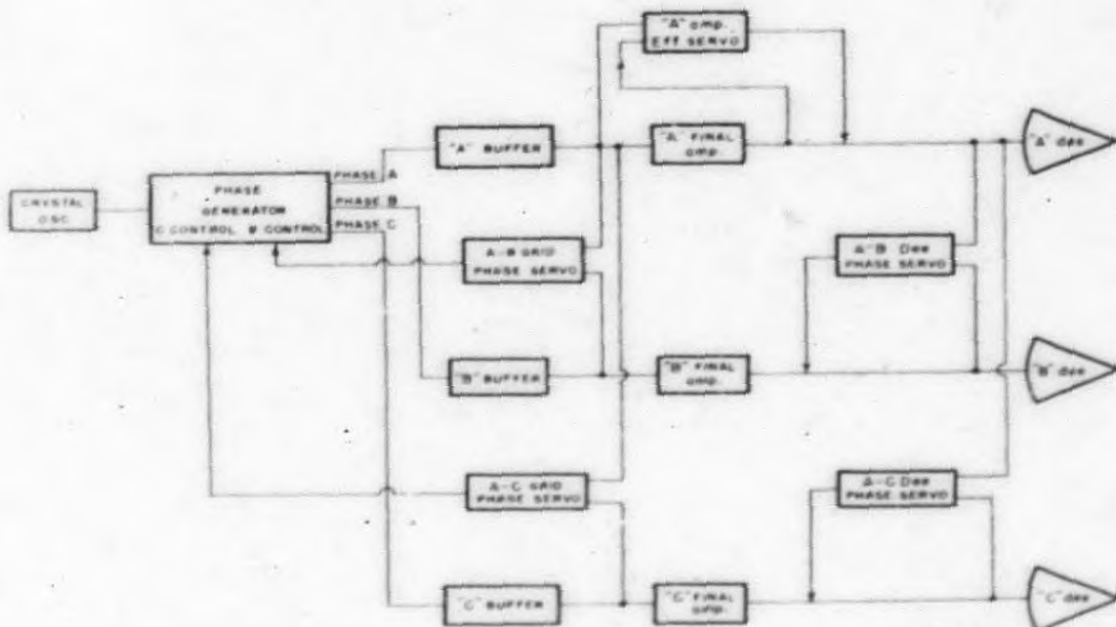 "A" amp.
Eff SERVO
"A" BUFFER
"A" FINAL
amp.
"A" dee
CRYSTAL
OSC
PHASE
GENERATOR
C CONTROL B CONTROL
PHASE A
PHASE B
PHASE C
A-B GRID
PHASE SERVO
A-B Dee
PHASE SERVO
"B" BUFFER
"B" FINAL
amp.
"B" dee
A-C GRID
PHASE SERVO
A-C Dee
PHASE SERVO
"C" BUFFER
"C" FINAL
amp.
"C" dee